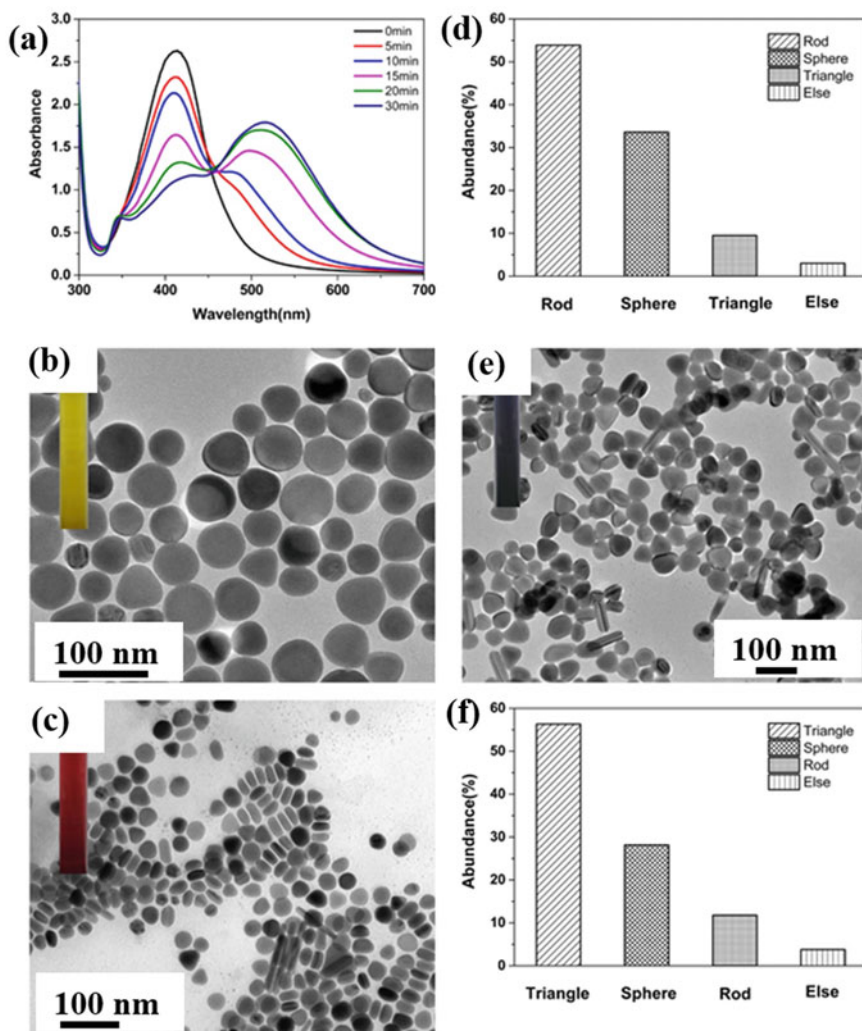 (a)
3.0
2.5
2.0
1.5
1.0
0.5
0.0
Absorbance
300 400 500 600 700
Wavelength(nm)
0min
5min
10min
15min
20min
30min
(d)
60
50
40
30
20
10
0
Abundance(%)
Rod Sphere Triangle Else
Rod
Sphere
Triangle
Else
(b)
100 nm
(e)
100 nm
(c)
100 nm
(f)
60
50
40
30
20
10
0
Abundance(%)
Triangle Sphere Rod Else
Triangle
Sphere
Rod
Else